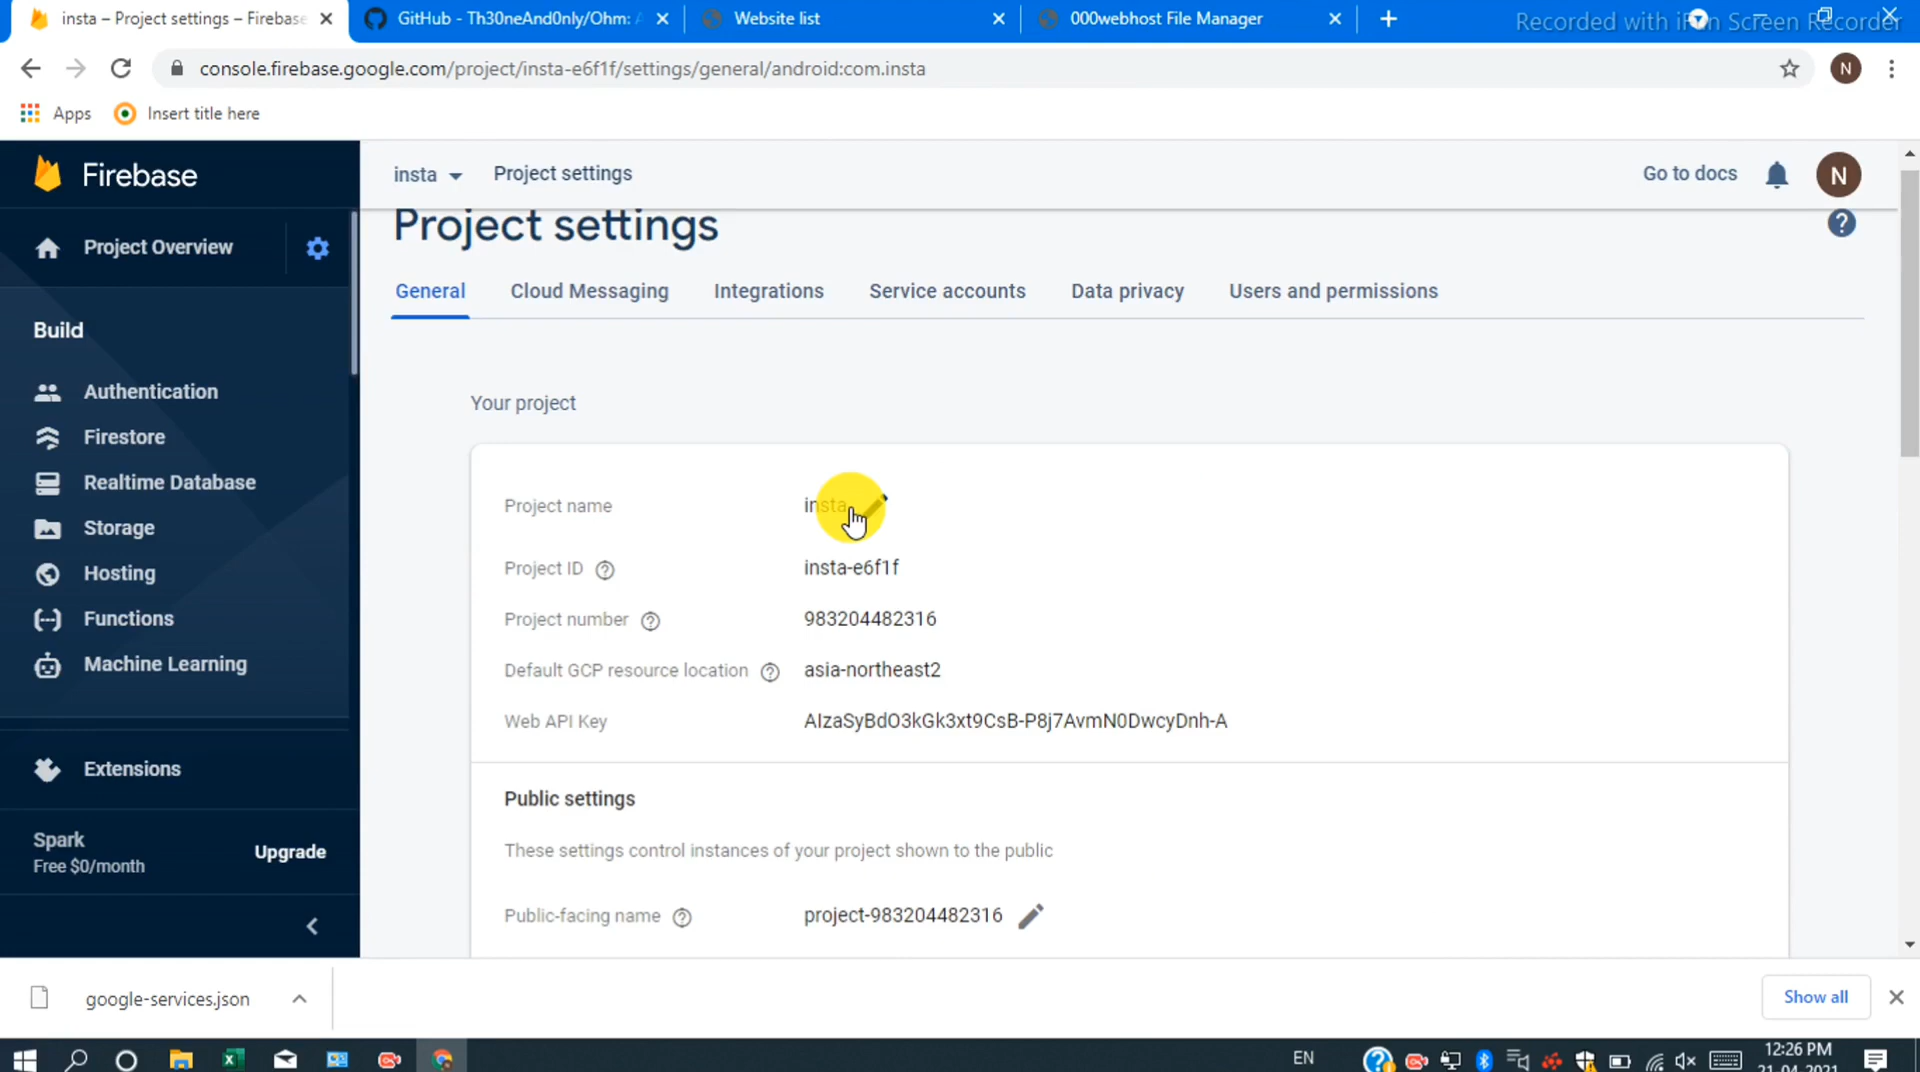 insta – Project settings – Firebase
GitHub - Th30neAnd0nly/Ohm: A
Website list
000webhost File Manager
Recorded with iFun Screen Recorder
console.firebase.google.com/project/insta-e6f1f/settings/general/android:com.insta
N
Apps
Insert title here
Firebase
insta
Project settings
Go to docs
N
Project Overview
Project settings
General
Cloud Messaging
Integrations
Service accounts
Data privacy
Users and permissions
Build
Authentication
Firestore
Realtime Database
Storage
Hosting
Functions
Machine Learning
Extensions
Spark
Free $0/month
Upgrade
Your project
Project name
insta
Project ID
insta-e6f1f
Project number
983204482316
Default GCP resource location
asia-northeast2
Web API Key
AIzaSyBdO3kGk3xt9CsB-P8j7AvmN0DwcyDnh-A
Public settings
These settings control instances of your project shown to the public
Public-facing name
project-983204482316
google-services.json
Show all
EN
12:26 PM
21-04-2021